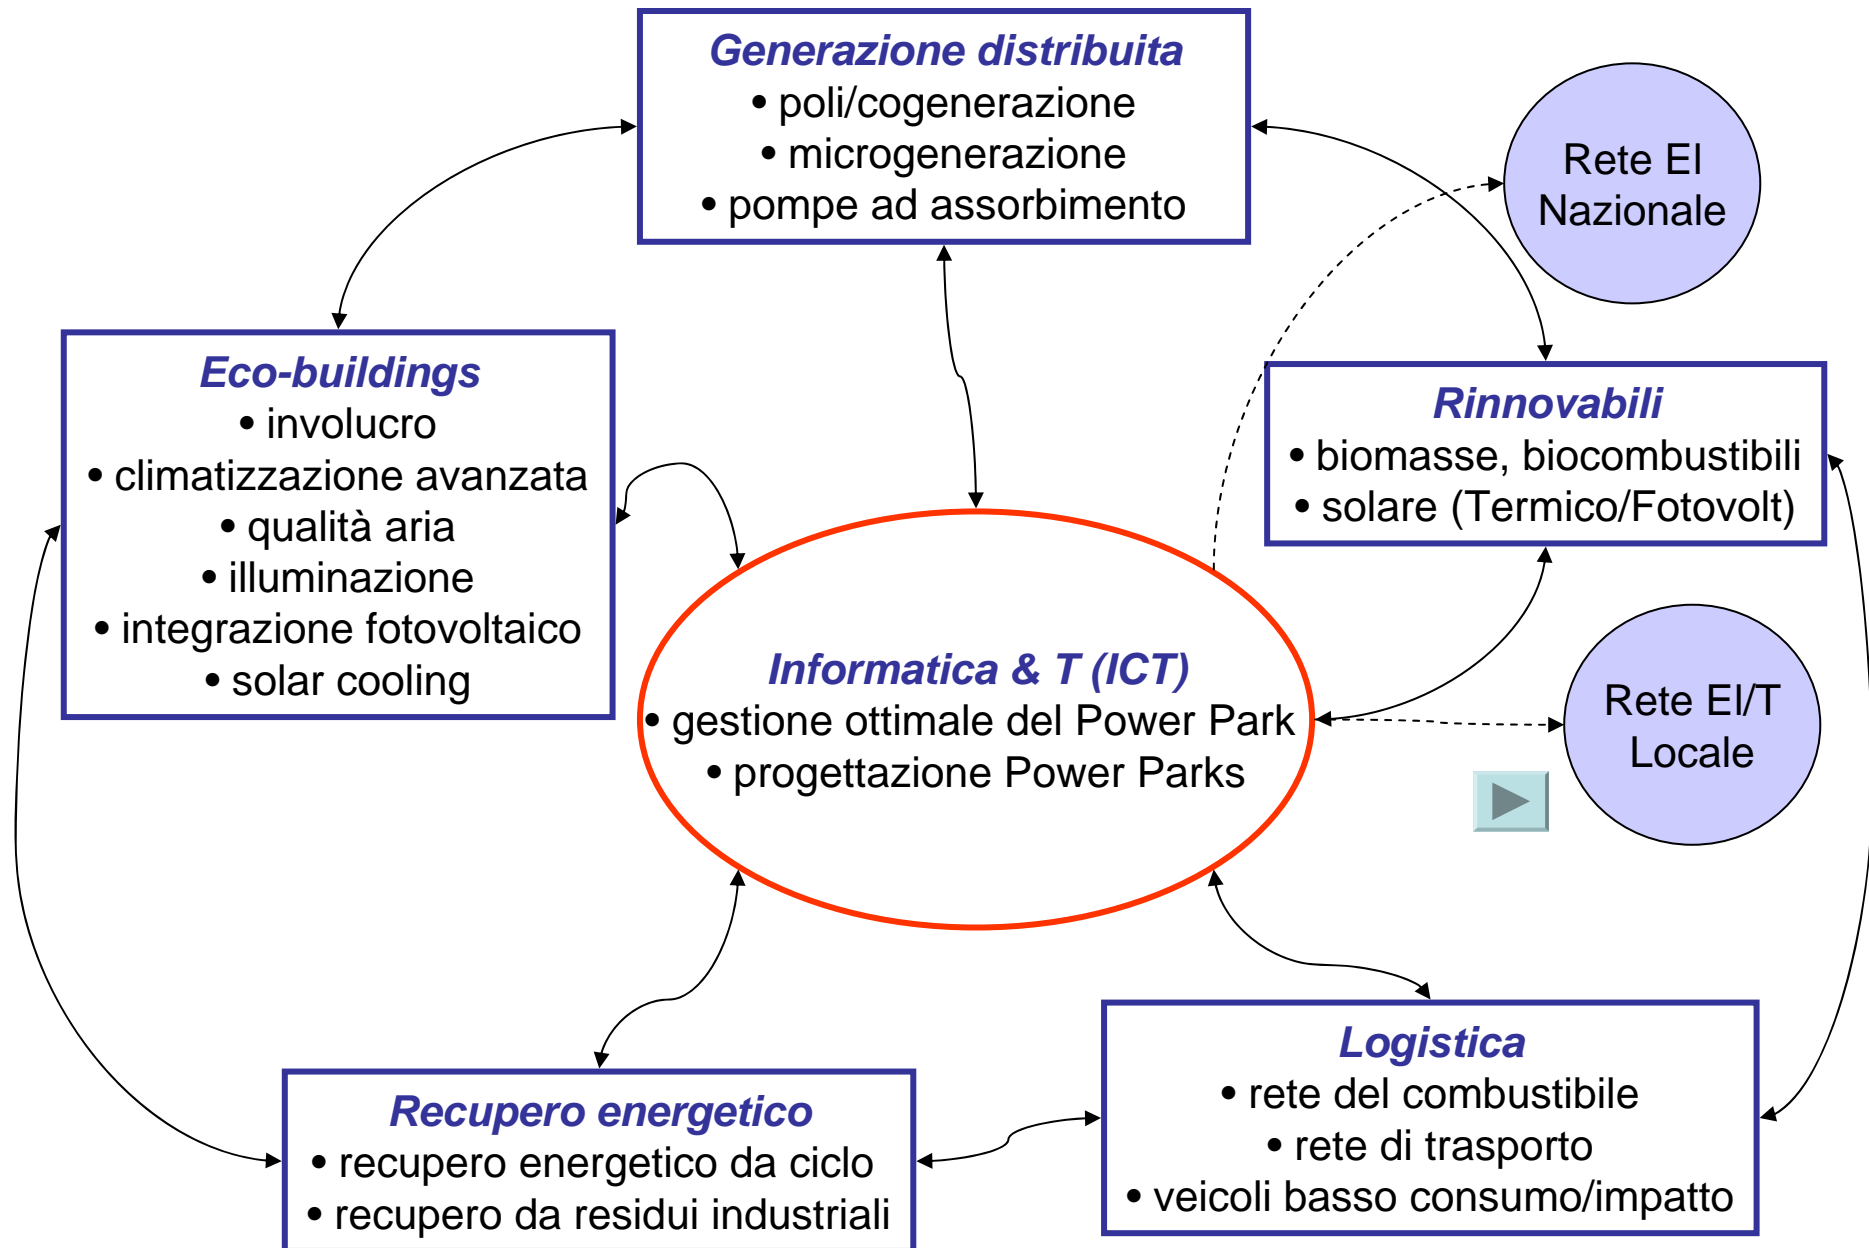 Generazione distribuita
• poli/cogenerazione
• microgenerazione
• pompe ad assorbimento
Rete El
Nazionale
Eco-buildings
• involucro
• climatizzazione avanzata
• qualità aria
• illuminazione
• integrazione fotovoltaico
• solar cooling
Rinnovabili
• biomasse, biocombustibili
• solare (Termico/Fotovolt)
Informatica & T (ICT)
• gestione ottimale del Power Park
• progettazione Power Parks
Rete El/T
Locale
Recupero energetico
• recupero energetico da ciclo
• recupero da residui industriali
Logistica
• rete del combustibile
• rete di trasporto
• veicoli basso consumo/impatto